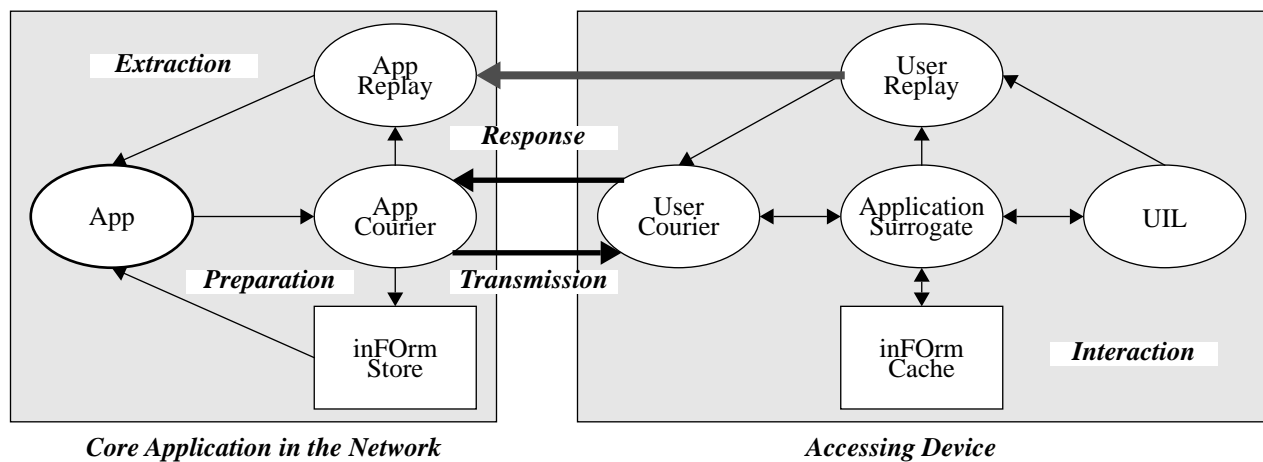 Extraction
App
Replay
User
Replay
Response
App
App
Courier
User
Courier
Application
Surrogate
UIL
Preparation
Transmission
inFOrm
Store
inFOrm
Cache
Interaction
Core Application in the Network
Accessing Device